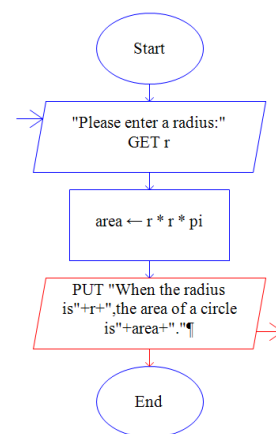 Start
"Please enter a radius:"
GET r
area ← r * r * pi
PUT "When the radius
is"+r+",the area of a circle
is"+area+"."¶
End